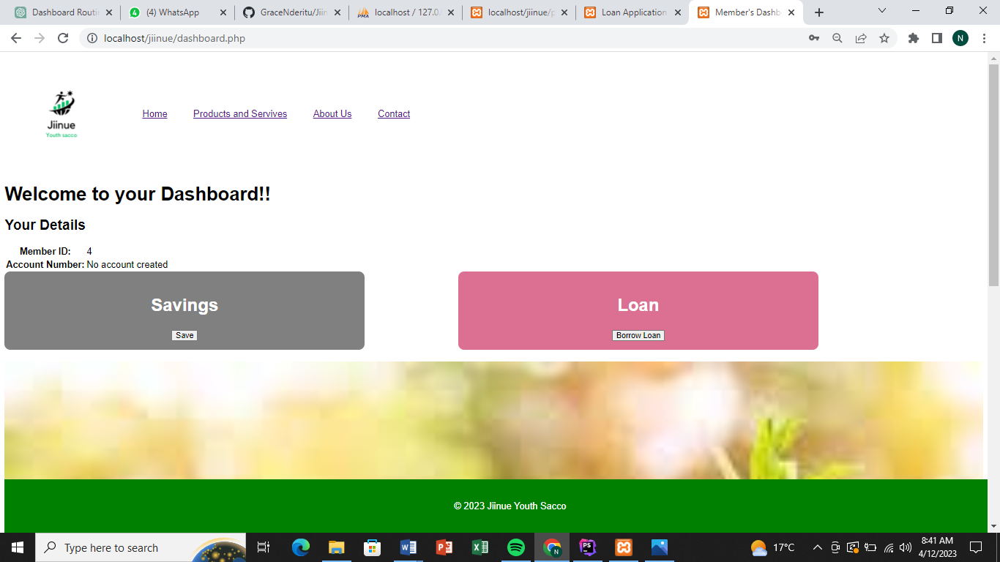 Dashboard Routi
(4) WhatsApp
GraceNderitu/Jiin
localhost / 127.0.
localhost/jiinue/p
Loan Application
Member's Dashb
localhost/jiinue/dashboard.php
N
Jiinue
Youth sacco
Home
Products and Servives
About Us
Contact
Welcome to your Dashboard!!
Your Details
Member ID: 4
Account Number: No account created
Savings
Save
Loan
Borrow Loan
© 2023 Jiinue Youth Sacco
Type here to search
17°C
8:41 AM
4/12/2023